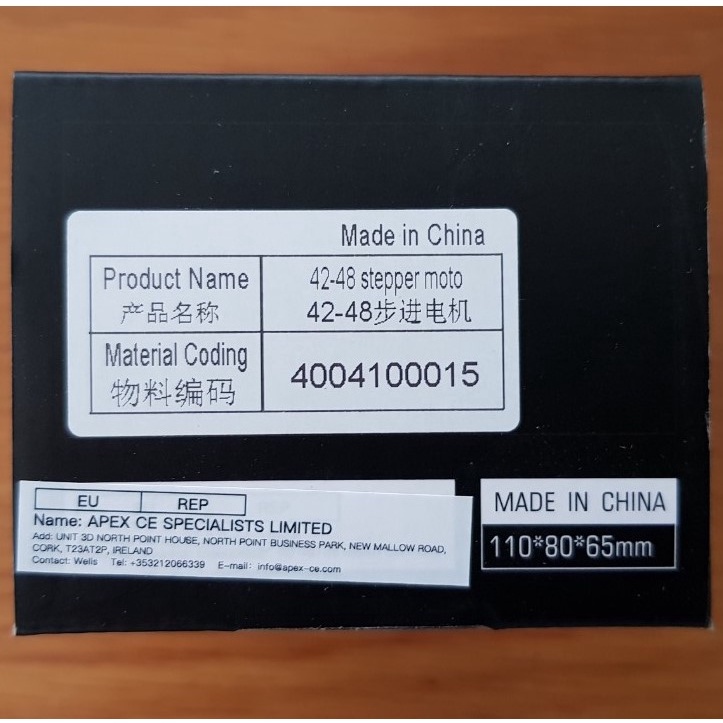 Made in China
Product Name
产品名称
42-48 stepper moto
42-48步进电机
Material Coding
物料编码
4004100015
EU REP
Name: APEX CE SPECIALISTS LIMITED
Add: UNIT 3D NORTH POINT HOUSE, NORTH POINT BUSINESS PARK, NEW MALLOW ROAD,
CORK, T23AT2P, IRELAND
Contact: Wells Tel: +353212066339 E-mail: info@apex-ce.com
MADE IN CHINA
110*80*65mm